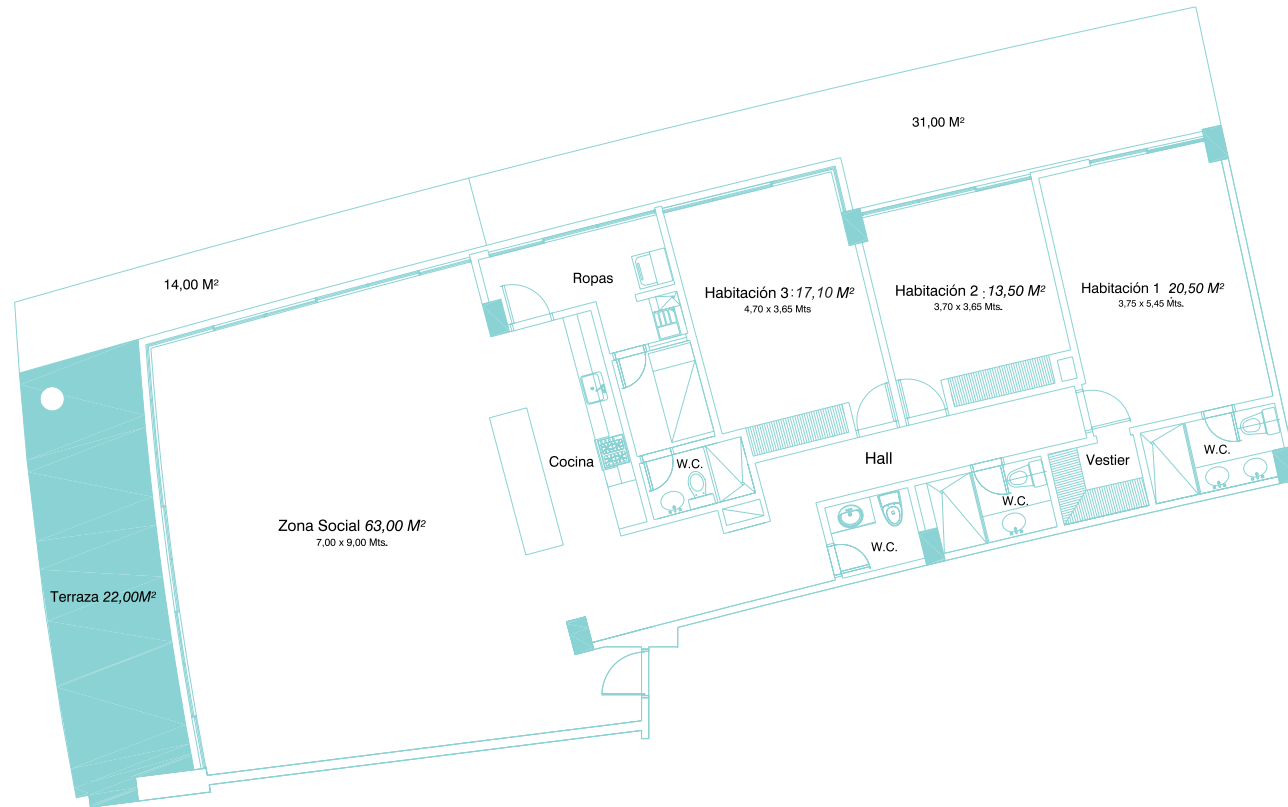 31,00 M²
14,00 M²
Ropas
Habitación 3:17,10 M²
4,70 x 3,65 Mts
Habitación 2 : 13,50 M²
3,70 x 3,65 Mts.
Habitación 1 20,50 M²
3,75 x 5,45 Mts.
Cocina
W.C.
Hall
Vestier
W.C.
W.C.
W.C.
Zona Social 63,00 M²
7,00 x 9,00 Mts.
Terraza 22,00M²